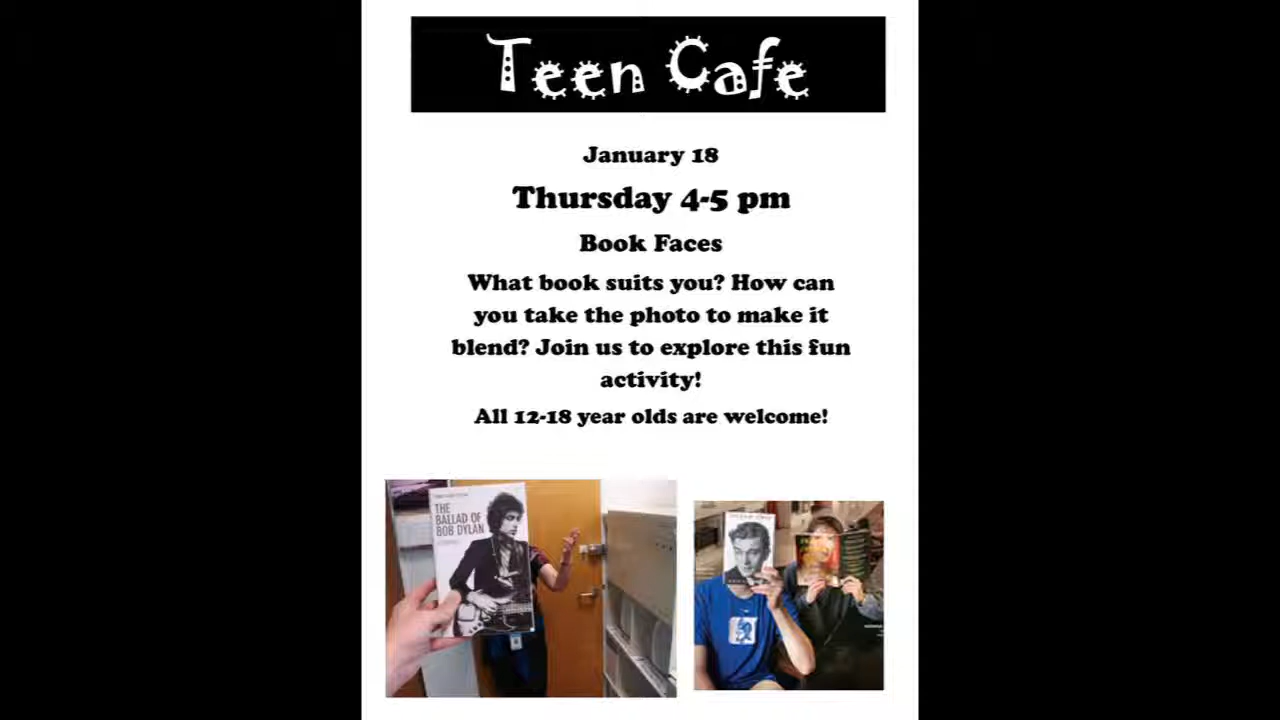 Teen Cafe
January 18
Thursday 4-5 pm
Book Faces
What book suits you? How can
you take the photo to make it
blend? Join us to explore this fun
activity!
All 12-18 year olds are welcome!
THE
BALLAD OF
BOB DYLAN